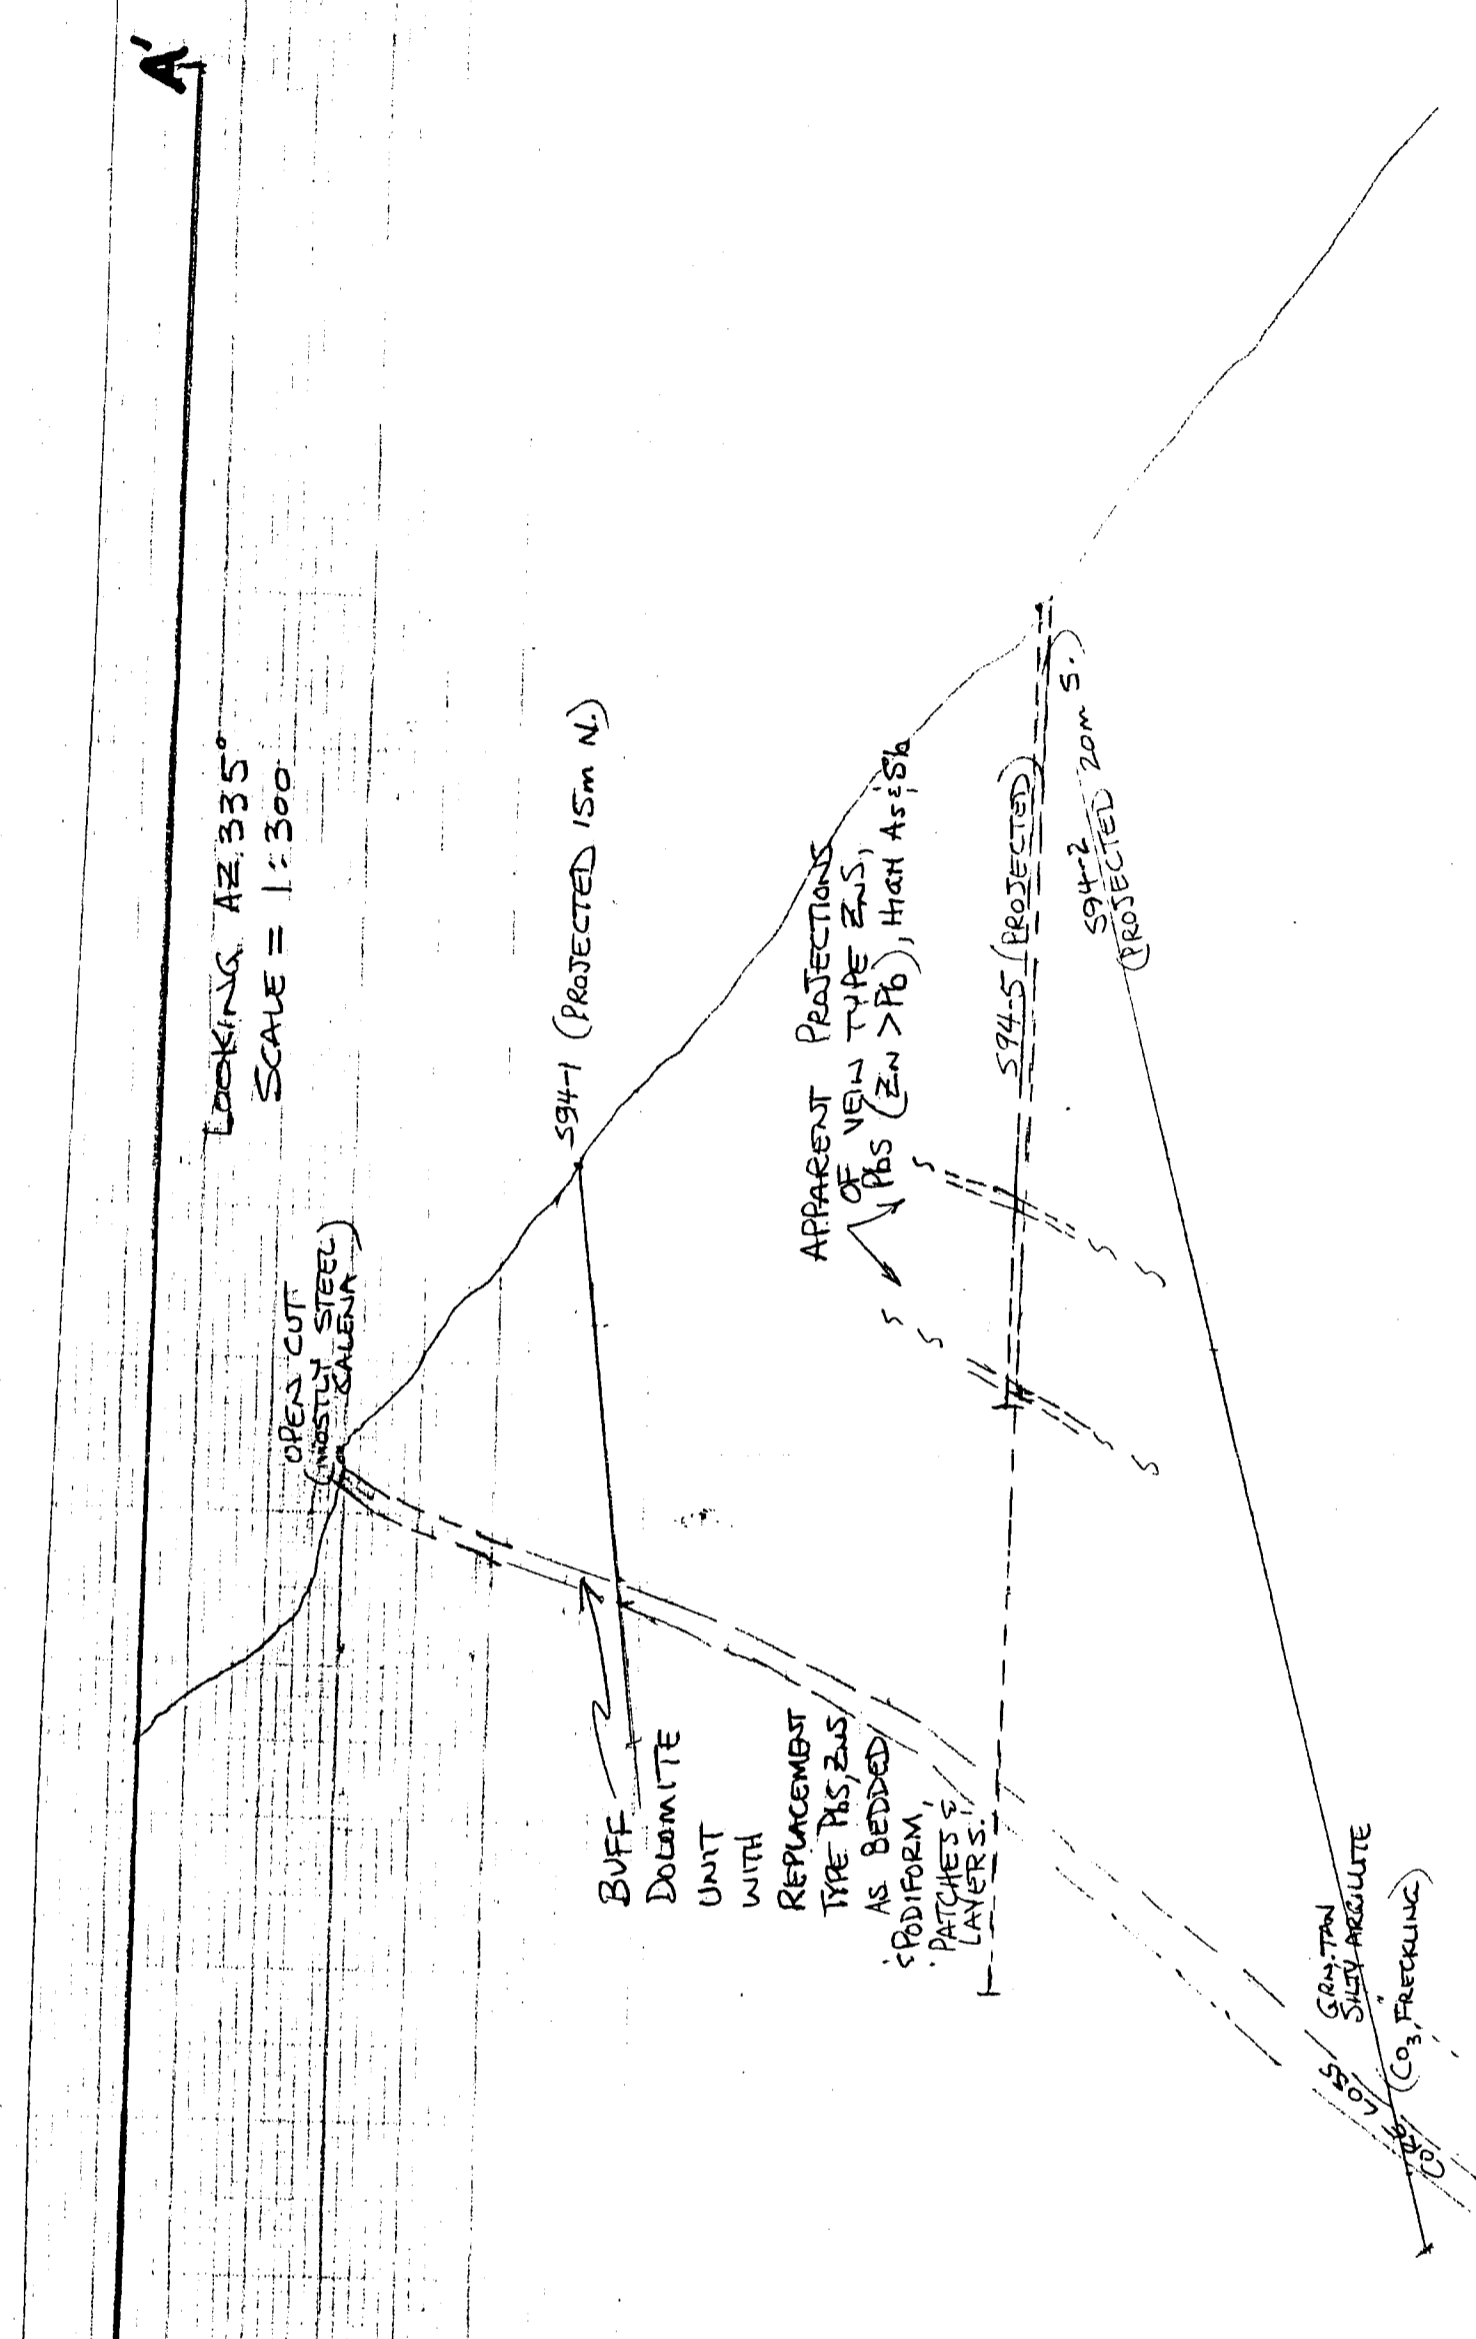 A'
LOOKING AZ.335°
SCALE = 1:300
OPEN CUT
(MOSTLY STEEL
GALENA)
S94-1 (PROJECTED 15m N.)
APPARENT PROJECTIONS
OF VEIN TYPE ZnS,
PbS (ZN > Pb), HIGH As & Sb
S94-5 (PROJECTED)
S94-2
(PROJECTED 20m S.)
BUFF
DOLOMITE
UNIT
WITH
REPLACEMENT
TYPE PbS, ZnS
AS BEDDED
& PODIFORM,
PATCHES &
LAYERS.
GRN-TAN
SILTY ARGILLITE
(CO3, FRECKLING)